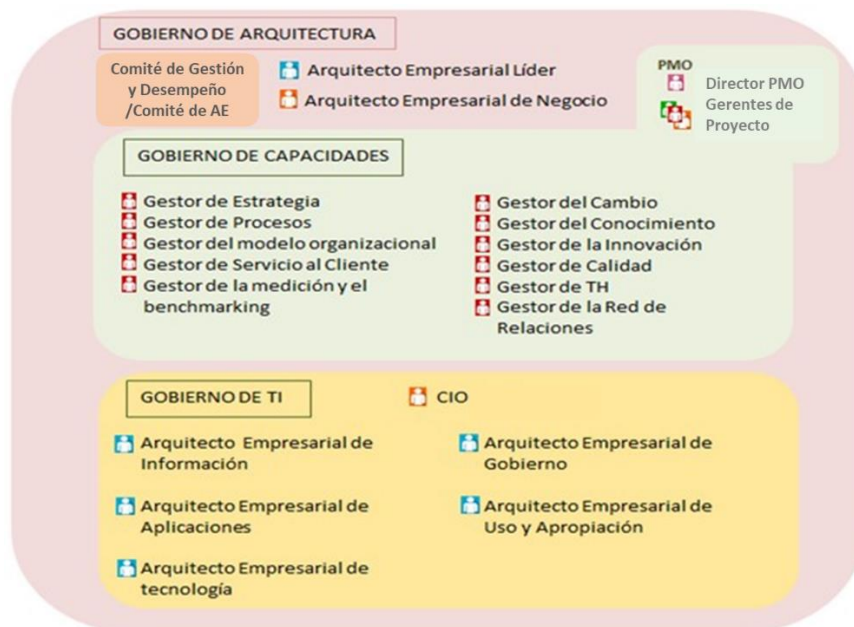 GOBIERNO DE ARQUITECTURA
Comité de Gestión
y Desempeño
/Comité de AE
Arquitecto Empresarial Líder
Arquitecto Empresarial de Negocio
PMO
Director PMO
Gerentes de
Proyecto
GOBIERNO DE CAPACIDADES
Gestor de Estrategia
Gestor de Procesos
Gestor del modelo organizacional
Gestor de Servicio al Cliente
Gestor de la medición y el
benchmarking
Gestor del Cambio
Gestor del Conocimiento
Gestor de la Innovación
Gestor de Calidad
Gestor de TH
Gestor de la Red de
Relaciones
GOBIERNO DE TI
CIO
Arquitecto Empresarial de
Información
Arquitecto Empresarial de
Aplicaciones
Arquitecto Empresarial de
tecnología
Arquitecto Empresarial de
Gobierno
Arquitecto Empresarial de
Uso y Apropiación